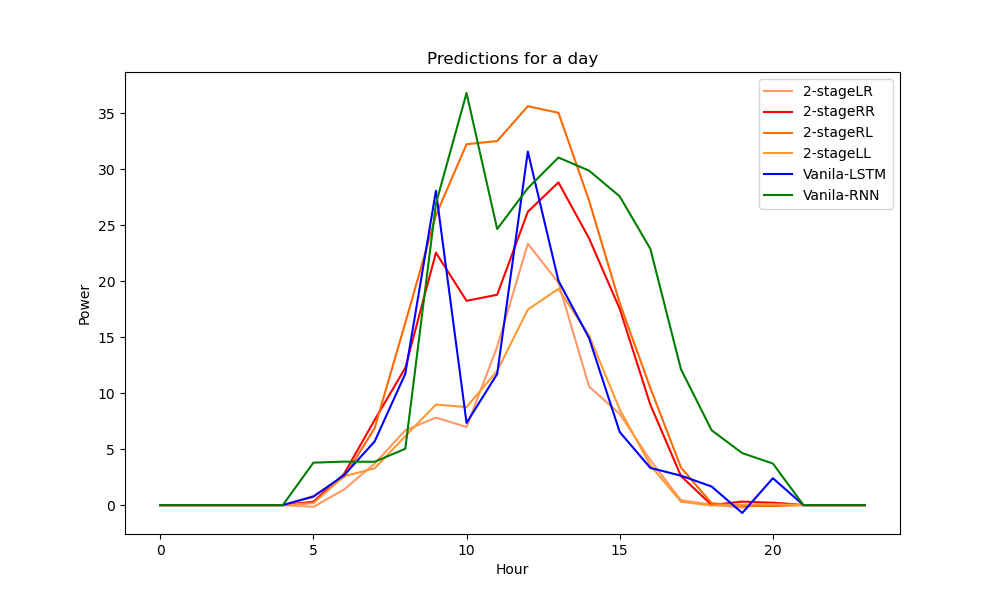 Predictions for a day
2-stageLR
2-stageRR
2-stageRL
2-stageLL
Vanila-LSTM
Vanila-RNN
Power
35
30
25
20
15
10
5
0
0 5 10 15 20
Hour